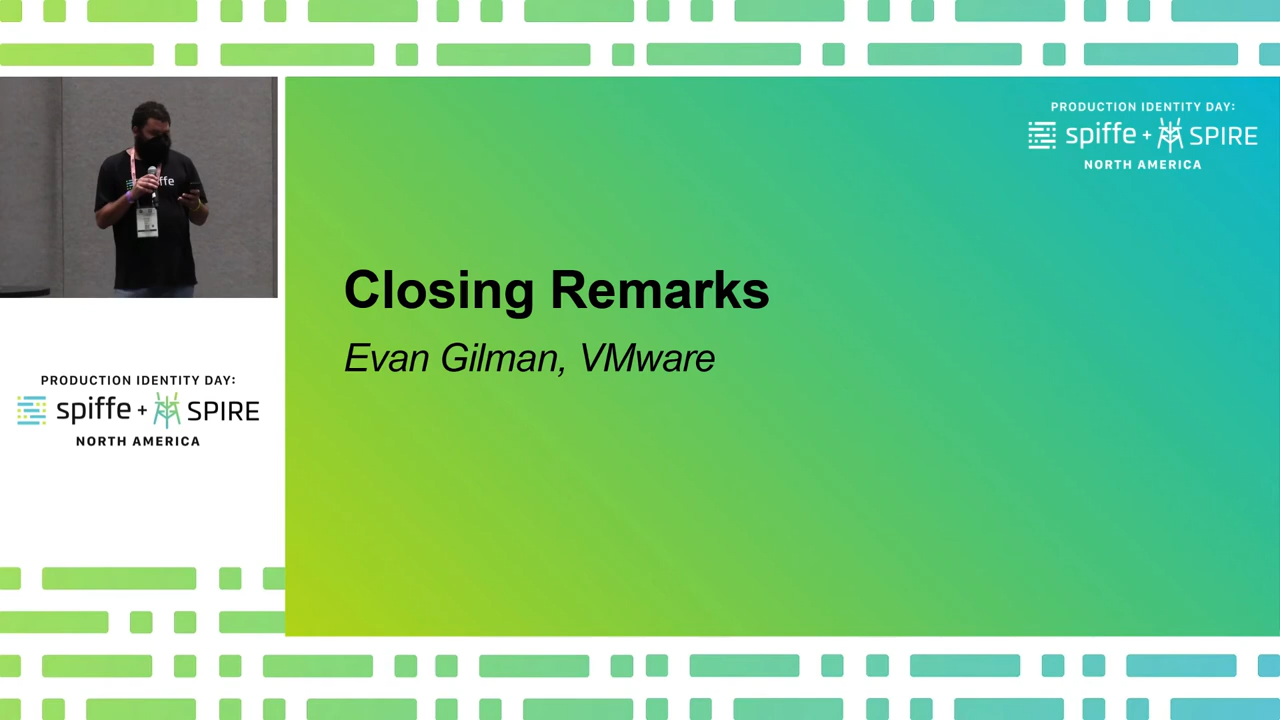 PRODUCTION IDENTITY DAY:
spiffe + SPIRE
NORTH AMERICA
Closing Remarks
Evan Gilman, VMware
PRODUCTION IDENTITY DAY:
spiffe + SPIRE
NORTH AMERICA